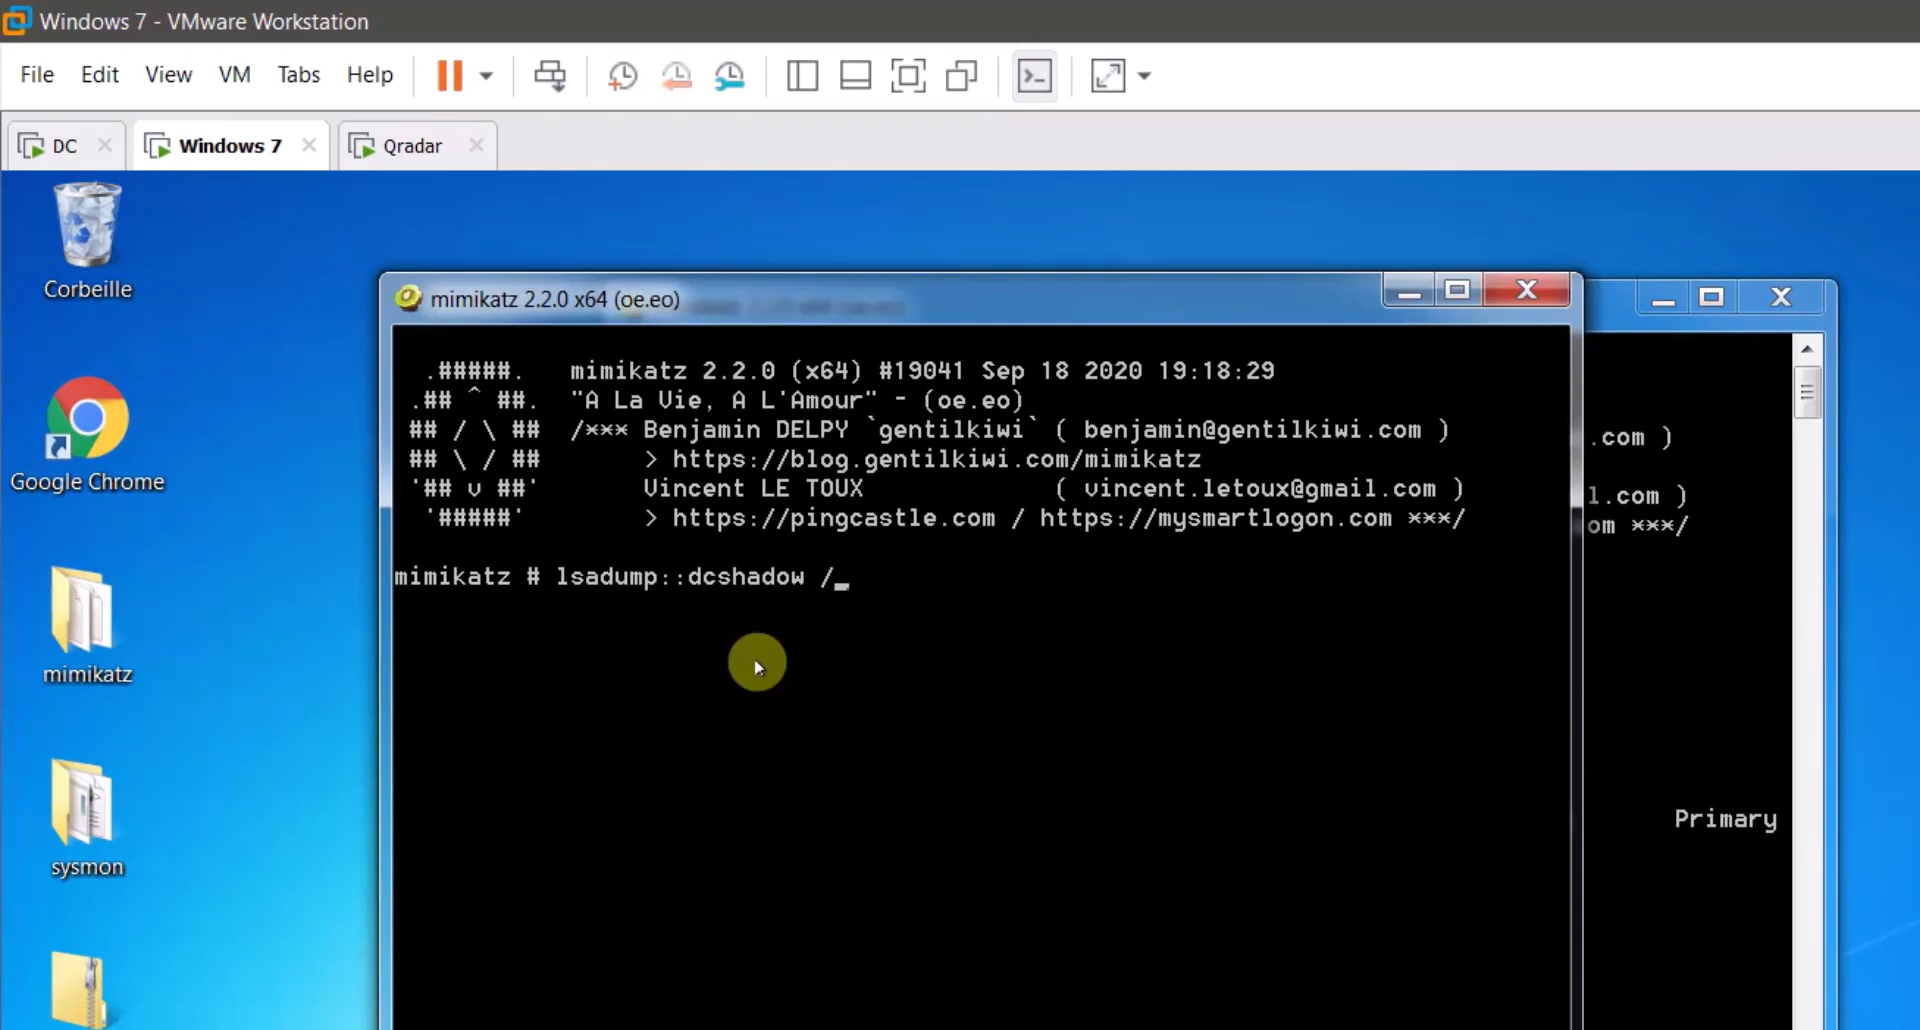 Windows 7 - VMware Workstation
File Edit View VM Tabs Help
DC Windows 7 Qradar
Corbeille
Google Chrome
mimikatz
sysmon
mimikatz 2.2.0 x64 (oe.eo)
.#####. mimikatz 2.2.0 (x64) #19041 Sep 18 2020 19:18:29
.## ^ ##. "A La Vie, A L'Amour" - (oe.eo)
## / \ ## /*** Benjamin DELPY `gentilkiwi` ( benjamin@gentilkiwi.com )
## \ / ## > https://blog.gentilkiwi.com/mimikatz
'## v ##' Vincent LE TOUX ( vincent.letoux@gmail.com )
'#####' > https://pingcastle.com / https://mysmartlogon.com ***/
mimikatz # lsadump::dcshadow /_
.com )
l.com )
om ***/
Primary